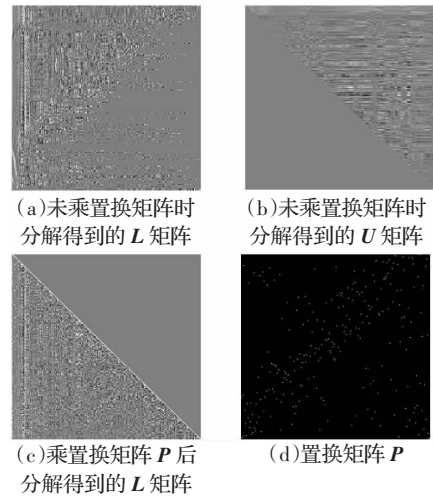 (a)未乘置换矩阵时
分解得到的 L 矩阵
(b)未乘置换矩阵时
分解得到的 U 矩阵
(c)乘置换矩阵 P 后
分解得到的 L 矩阵
(d)置换矩阵 P